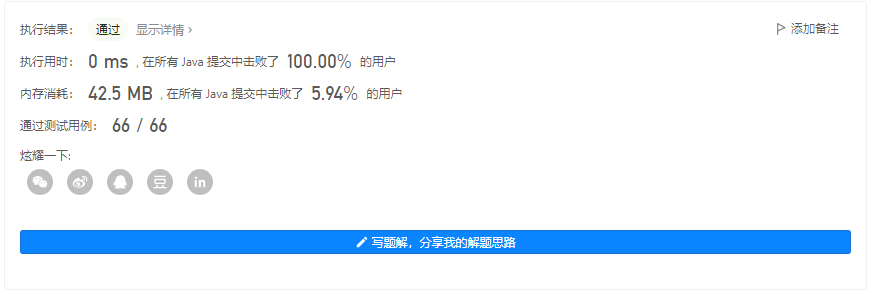 执行结果： 通过 显示详情 › 添加备注
执行用时： 0 ms , 在所有 Java 提交中击败了 100.00% 的用户
内存消耗： 42.5 MB , 在所有 Java 提交中击败了 5.94% 的用户
通过测试用例： 66 / 66
炫耀一下:
豆 in
写题解，分享我的解题思路